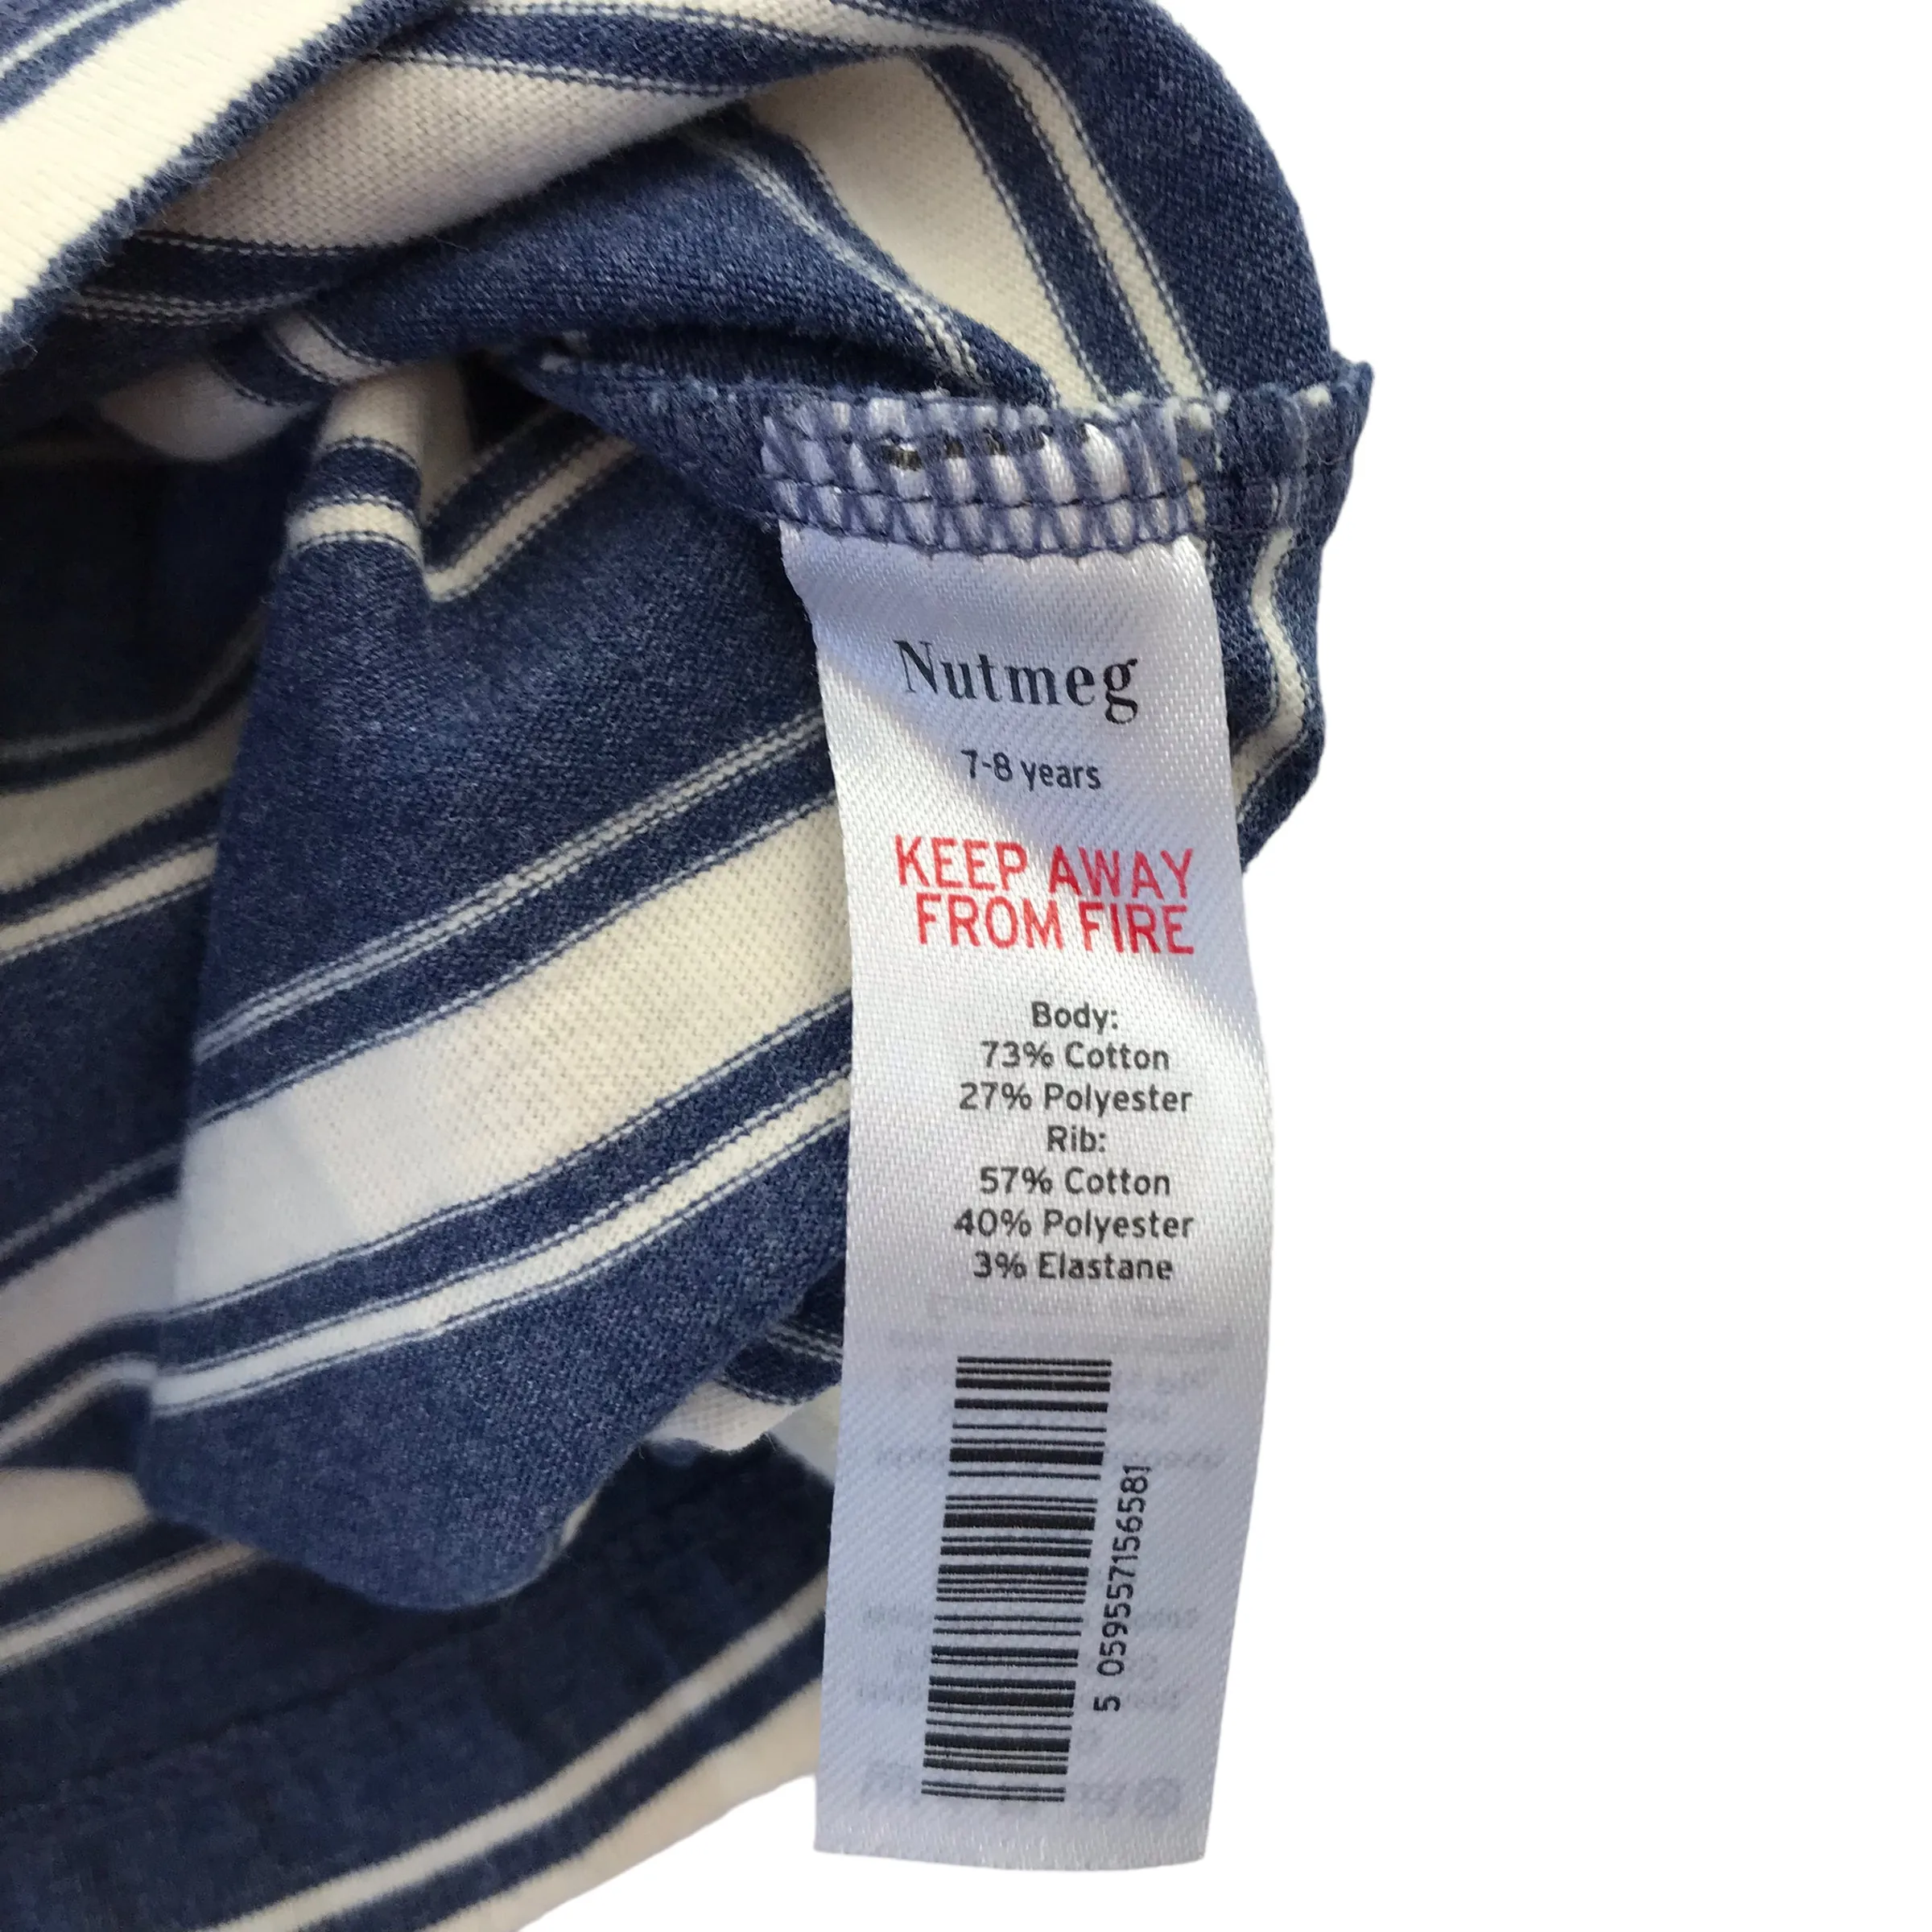 Nutmeg
7-8 years
KEEP AWAY
FROM FIRE
Body:
73% Cotton
27% Polyester
Rib:
57% Cotton
40% Polyester
3% Elastane
5 059557156581